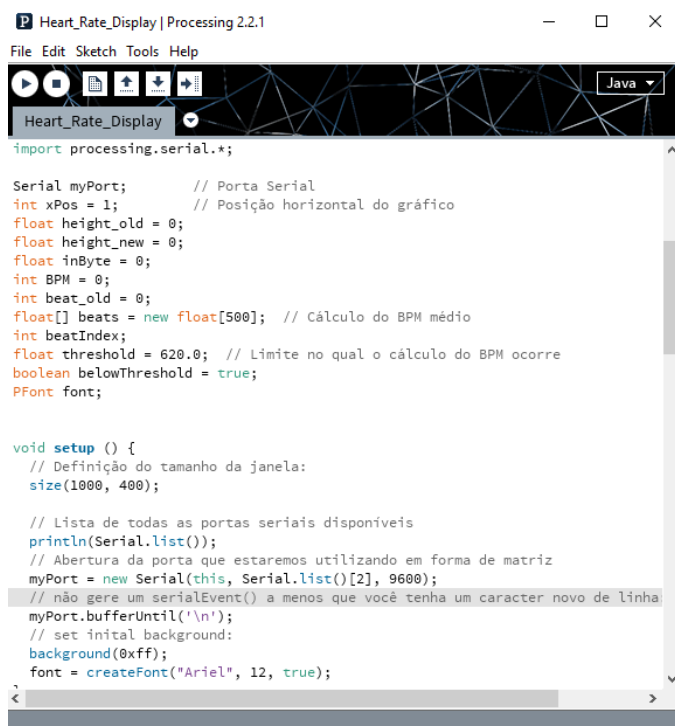 Heart_Rate_Display | Processing 2.2.1
File Edit Sketch Tools Help
Java
Heart_Rate_Display
import processing.serial.*;
Serial myPort;        // Porta Serial
int xPos = 1;         // Posição horizontal do gráfico
float height_old = 0;
float height_new = 0;
float inByte = 0;
int BPM = 0;
int beat_old = 0;
float[] beats = new float[500];  // Cálculo do BPM médio
int beatIndex;
float threshold = 620.0;  // Limite no qual o cálculo do BPM ocorre
boolean belowThreshold = true;
PFont font;
void setup () {
  // Definição do tamanho da janela:
  size(1000, 400);
  // Lista de todas as portas seriais disponíveis
  println(Serial.list());
  // Abertura da porta que estaremos utilizando em forma de matriz
  myPort = new Serial(this, Serial.list()[2], 9600);
  // não gere um serialEvent() a menos que você tenha um caracter novo de linha
  myPort.bufferUntil('\n');
  // set inital background:
  background(0xff);
  font = createFont("Ariel", 12, true);